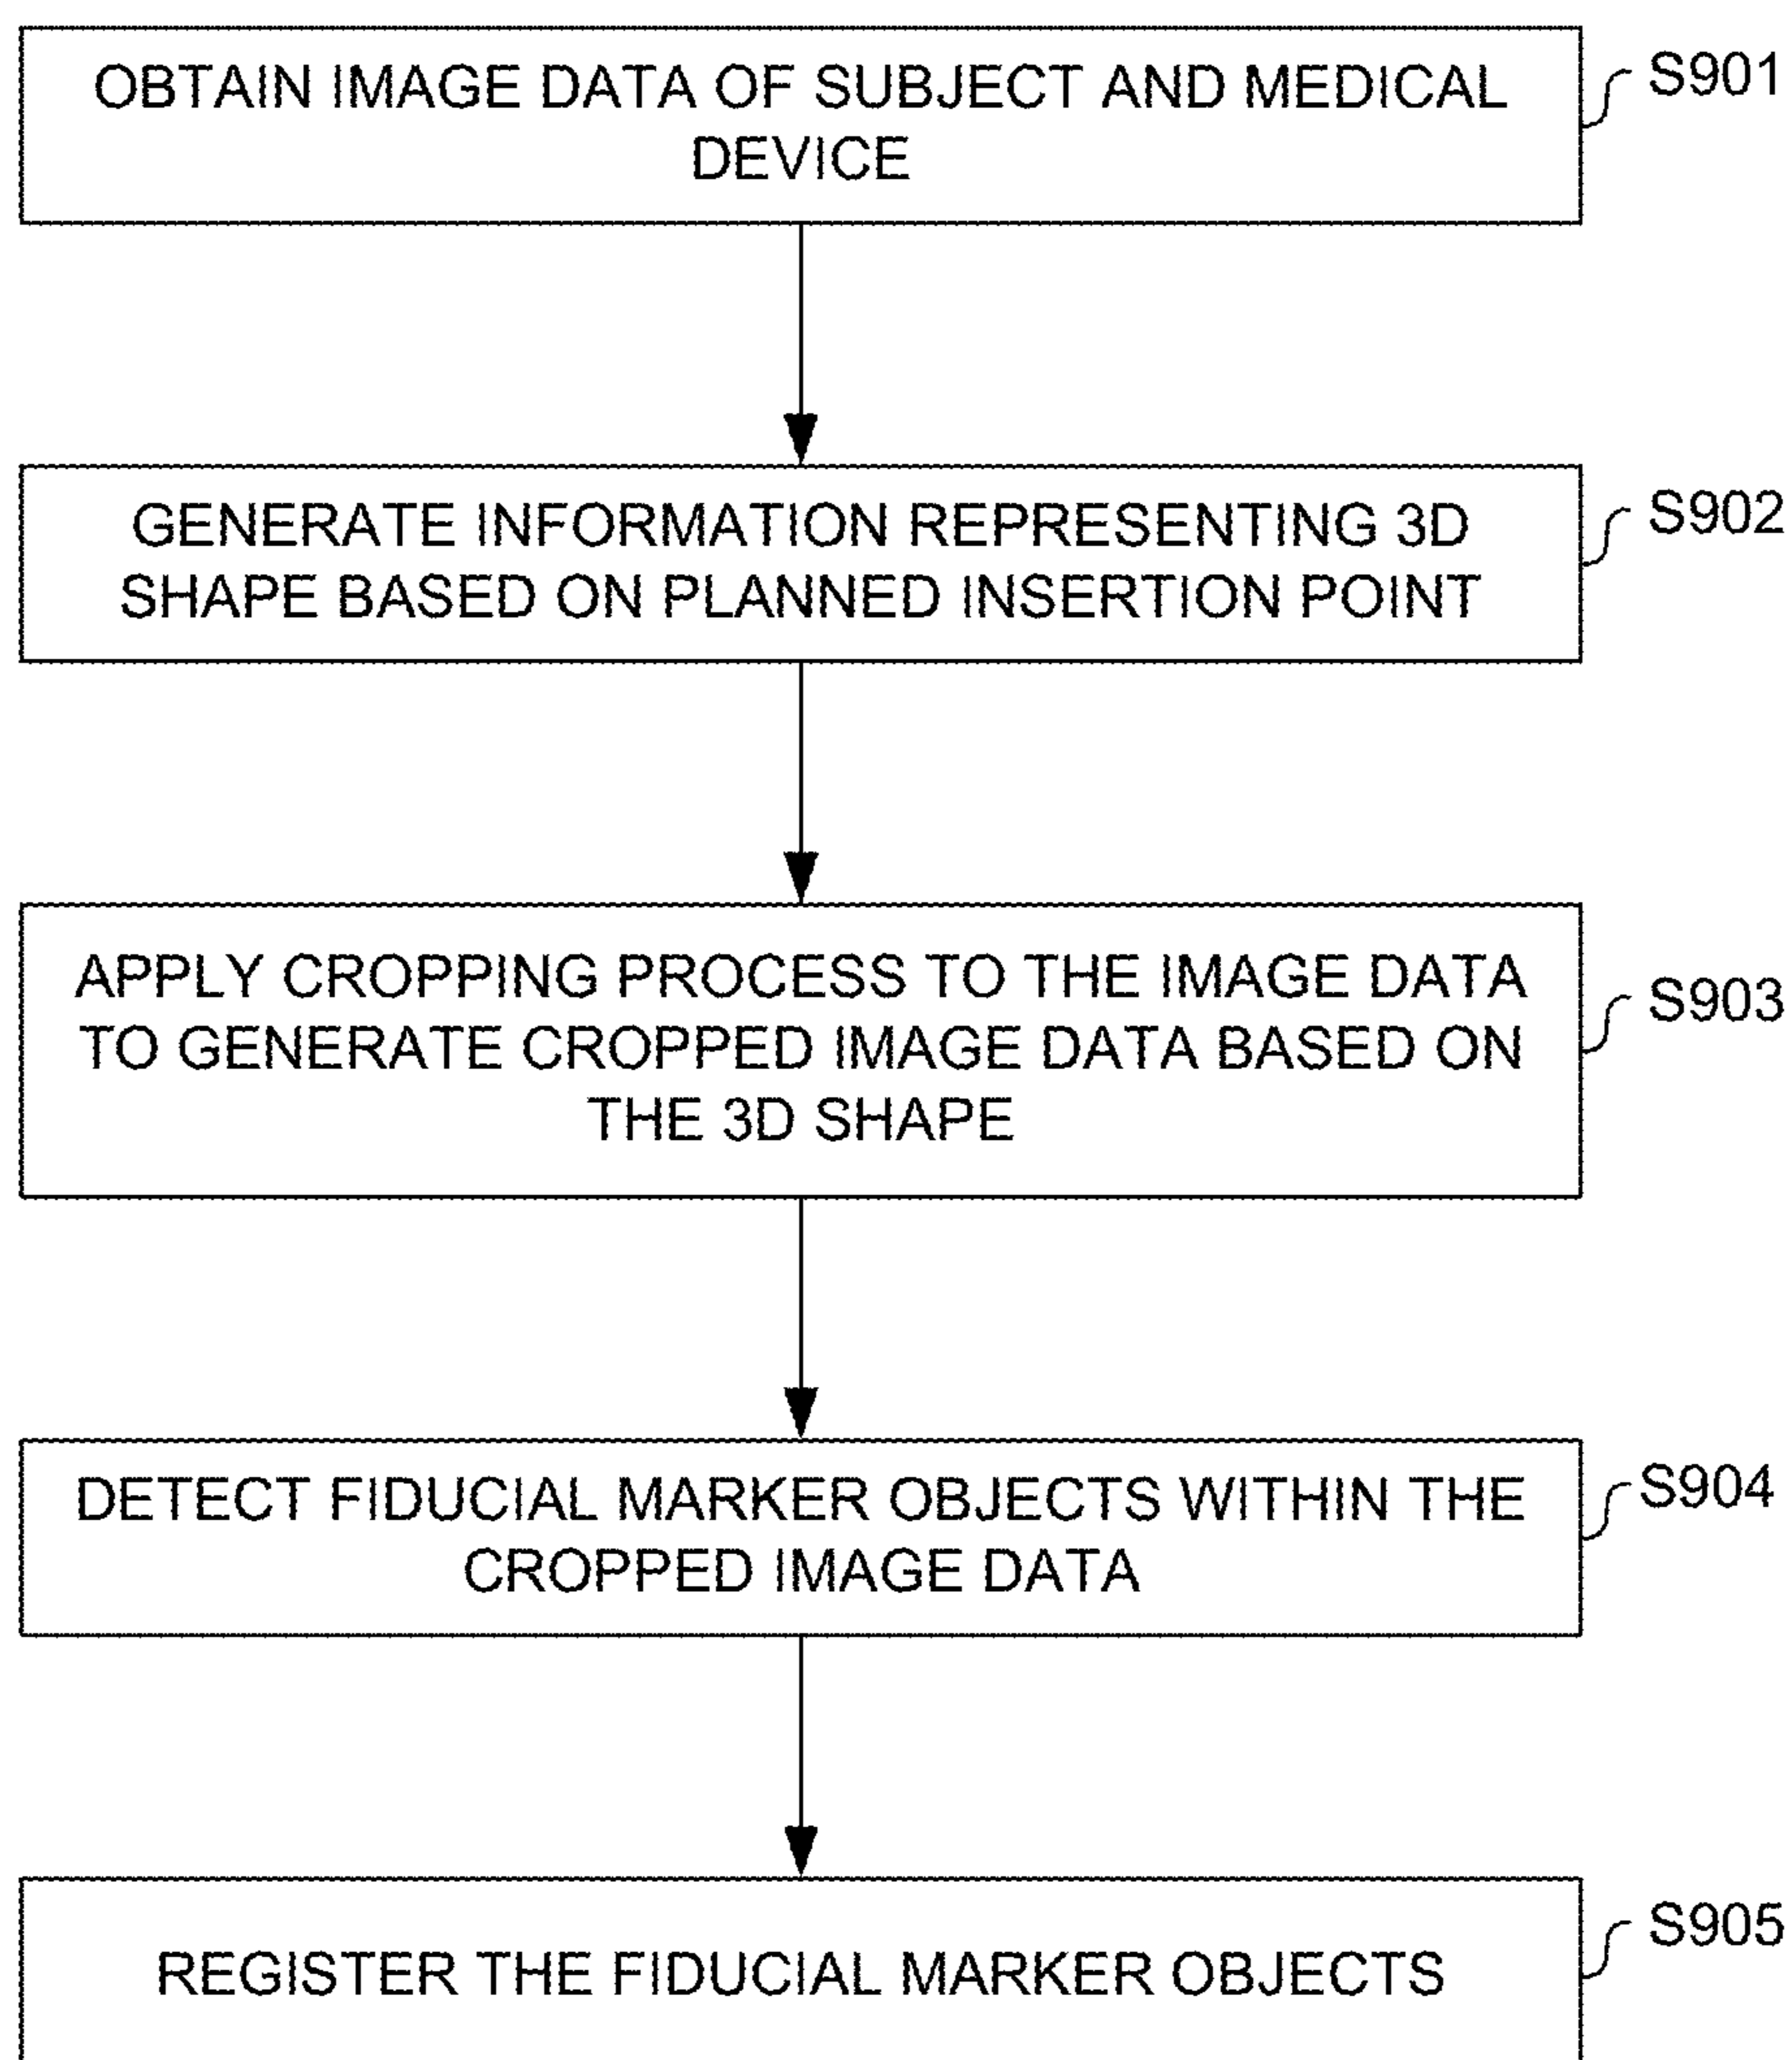 OBTAIN IMAGE DATA OF SUBJECT AND MEDICAL
DEVICE
S901
GENERATE INFORMATION REPRESENTING 3D
SHAPE BASED ON PLANNED INSERTION POINT
S902
APPLY CROPPING PROCESS TO THE IMAGE DATA
TO GENERATE CROPPED IMAGE DATA BASED ON
THE 3D SHAPE
S903
DETECT FIDUCIAL MARKER OBJECTS WITHIN THE
CROPPED IMAGE DATA
S904
REGISTER THE FIDUCIAL MARKER OBJECTS
S905